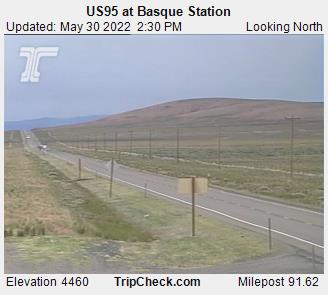 US95 at Basque Station
Updated: May 30 2022 2:30 PM Looking North
Elevation 4460 TripCheck.com Milepost 91.62